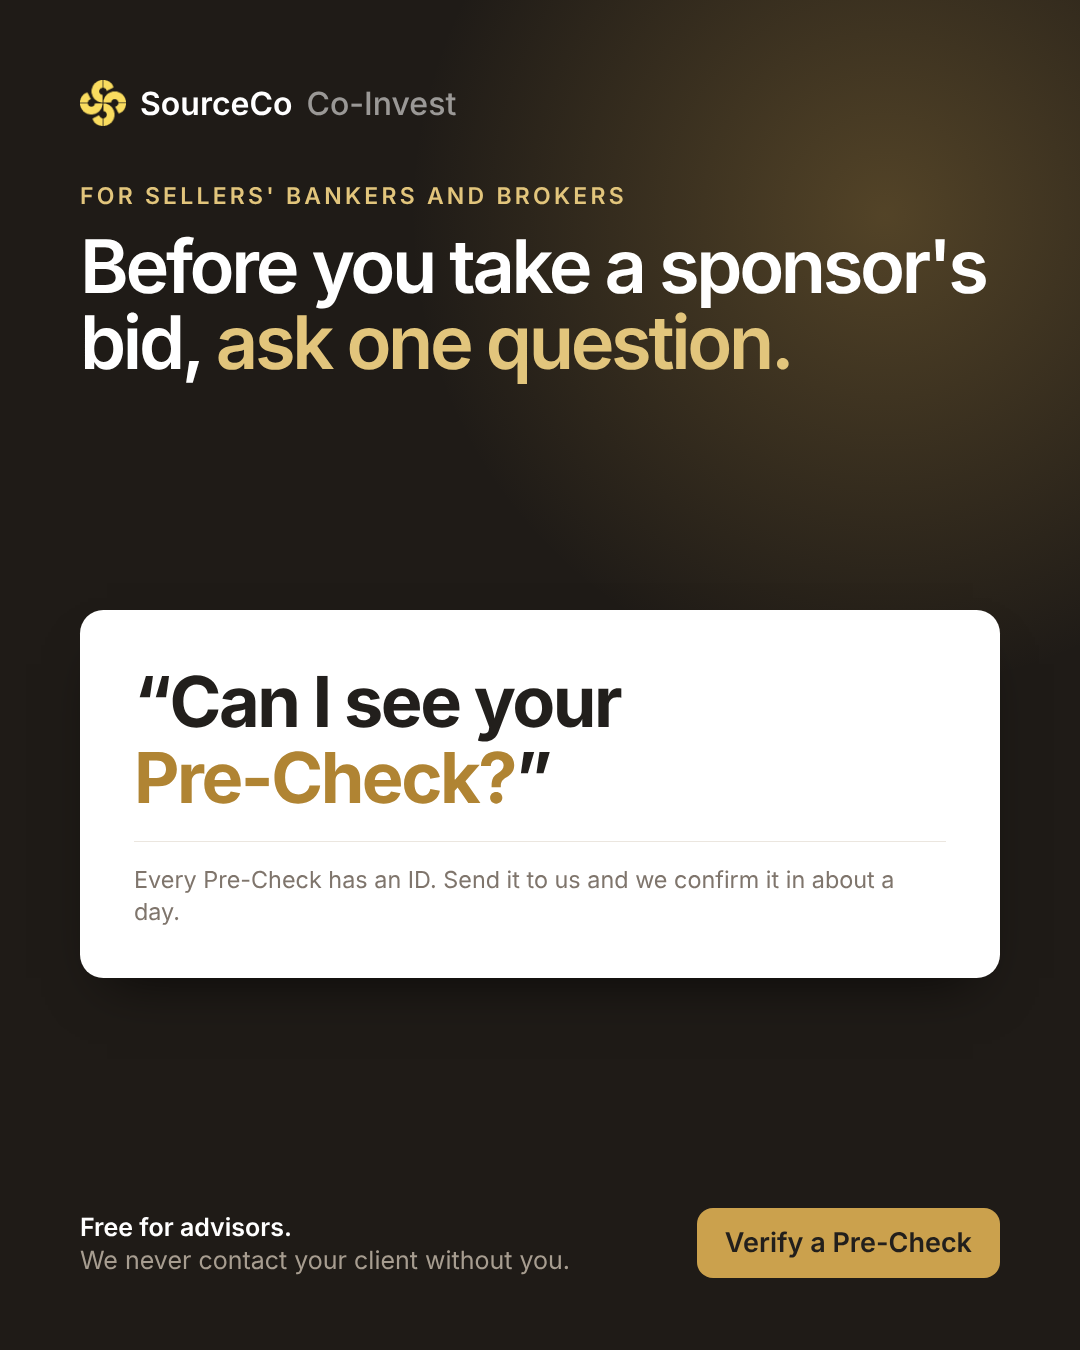 SourceCo Co-Invest
FOR SELLERS' BANKERS AND BROKERS
Before you take a sponsor's
bid, ask one question.
“Can I see your
Pre-Check?”
Every Pre-Check has an ID. Send it to us and we confirm it in about a
day.
Free for advisors.
We never contact your client without you.
Verify a Pre-Check